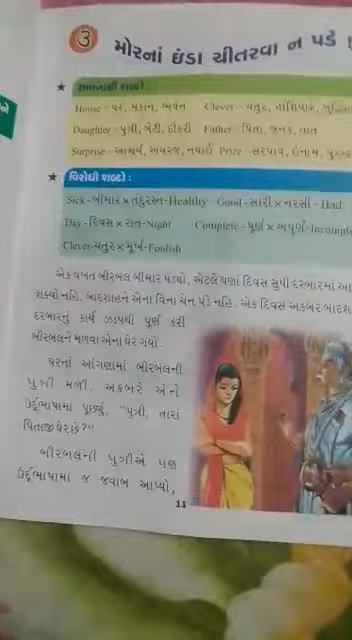 ૩ મોરનાં ઇંડા ચીતરવા ન પડે !
★ સમાનાર્થી શબ્દો :
House – ઘર, મકાન, ભવન Clever – ચતુર, હોશિયાર,
Daughter – પુત્રી, બેટી, દીકરી Father – પિતા, જનક, તાત
Surprise – આશ્ચર્ય, અચરજ, નવાઈ Prize – સરપાવ, ઇનામ,
★ વિરોધી શબ્દો :
Sick – બીમાર × તંદુરસ્ત – Healthy Good – સારી × નરસી – Bad
Day – દિવસ × રાત – Night Complete – પૂર્ણ × અપૂર્ણ – Incomple
Clever – ચતુર × મૂર્ખ – Foolish
એક વખત બીરબલ બીમાર પડ્યો, એટલે ઘણાં દિવસ સુધી દરબારમાં આ
શક્યો નહિ. બાદશાહને એના વિના ચેન પડે નહિ. એક દિવસ અકબર બાદશ
દરબારનું કાર્ય ઝડપથી પૂર્ણ કરી
બીરબલને મળવા એના ઘેર ગયો.
ઘરનાં આંગણામાં બીરબલની
પુત્રી મળી. અકબરે એને
ઉર્દૂભાષામાં પૂછ્યું, “પુત્રી, તારાં
પિતાજી ઘેર છે?”
બીરબલની પુત્રીએ પણ
ઉર્દૂભાષામાં જ જવાબ આપ્યો,
11